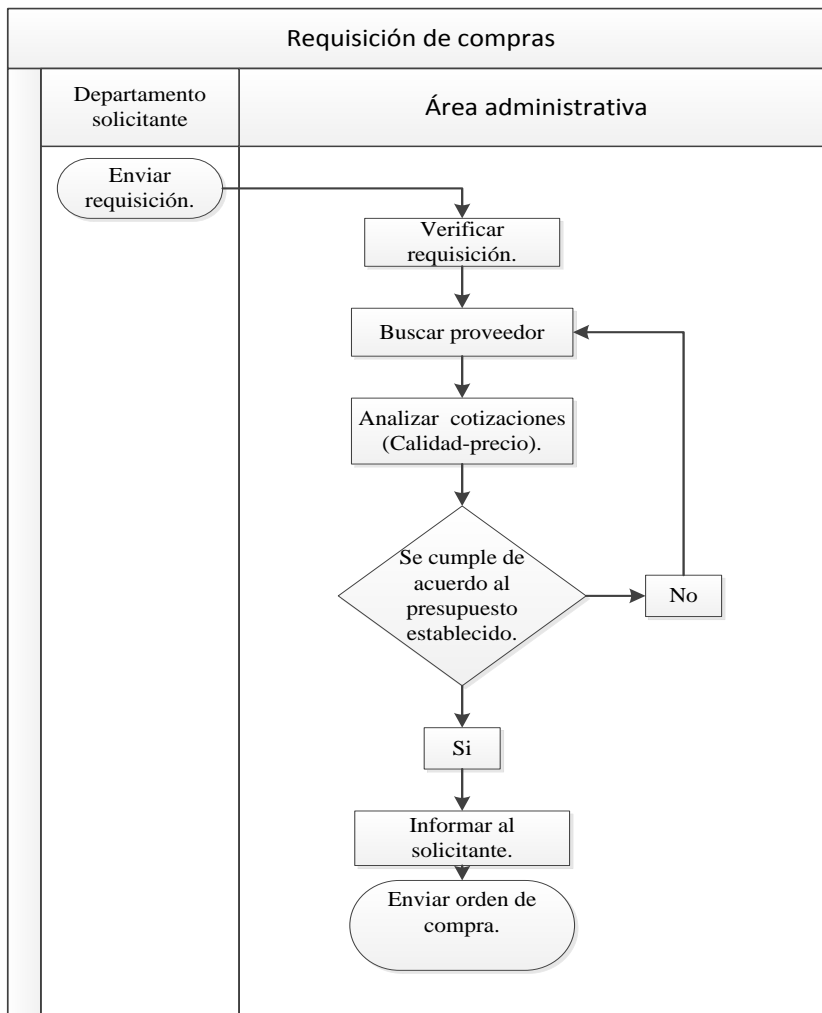 Requisición de compras
Departamento
solicitante
Área administrativa
Enviar
requisición.
Verificar
requisición.
Buscar proveedor
Analizar cotizaciones
(Calidad-precio).
Se cumple de
acuerdo al
presupuesto
establecido.
No
Si
Informar al
solicitante.
Enviar orden de
compra.